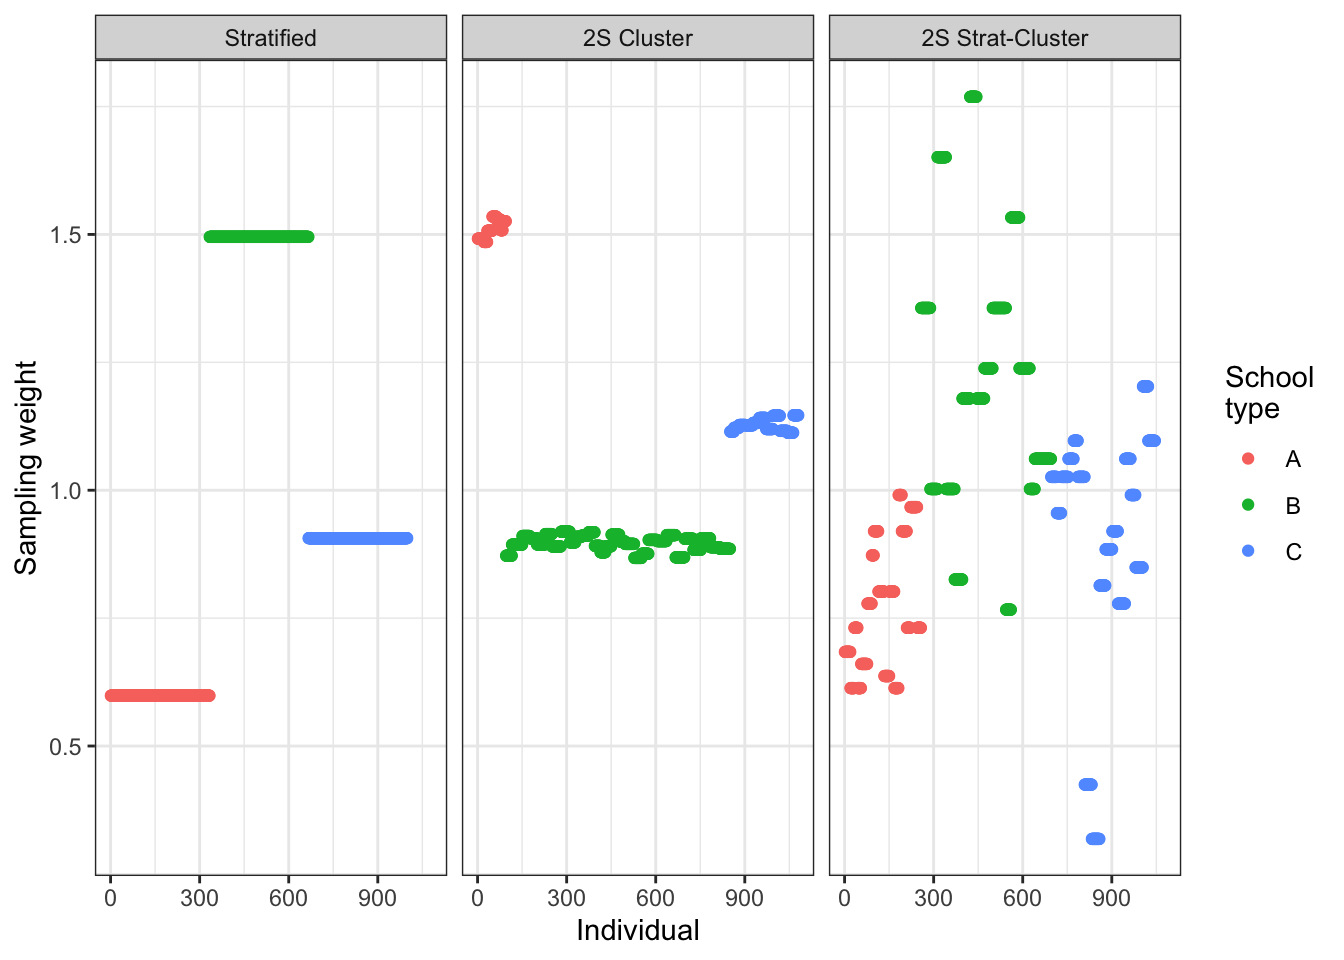 Stratified
2S Cluster
2S Strat-Cluster
Sampling weight
1.5
1.0
0.5
0 300 600 900
0 300 600 900
0 300 600 900
Individual
School
type
A
B
C